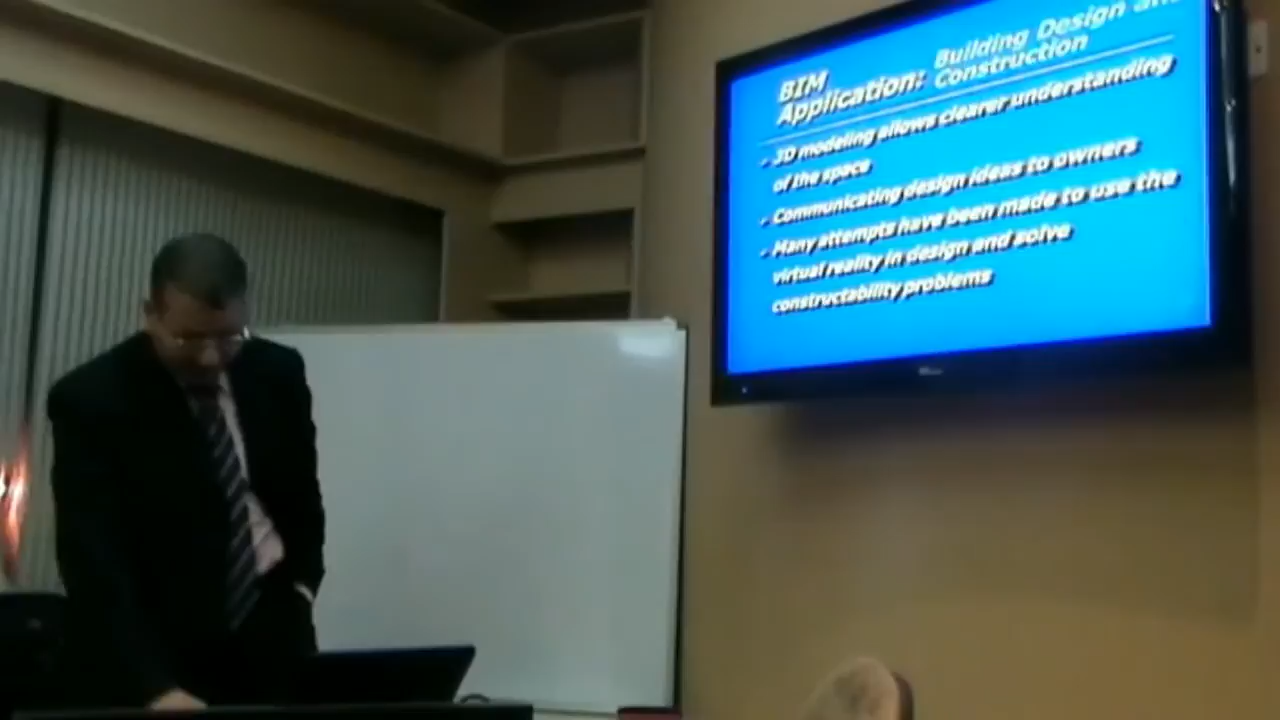 BIM Application: Building Design and Construction
- 3D modeling allows clearer understanding
of the space
- Communicating design ideas to owners
- Many attempts have been made to use the
virtual reality in design and solve
constructability problems